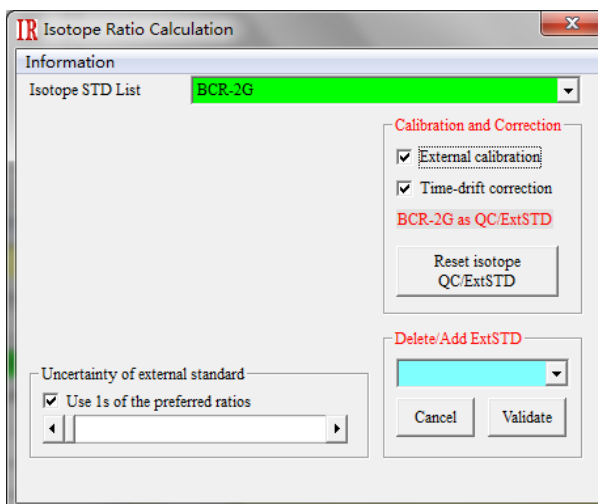 IR Isotope Ratio Calculation
Information
Isotope STD List BCR-2G
Calibration and Correction
External calibration
Time-drift correction
BCR-2G as QC/ExtSTD
Reset isotope
QC/ExtSTD
Delete/Add ExtSTD
Cancel Validate
Uncertainty of external standard
Use 1s of the preferred ratios